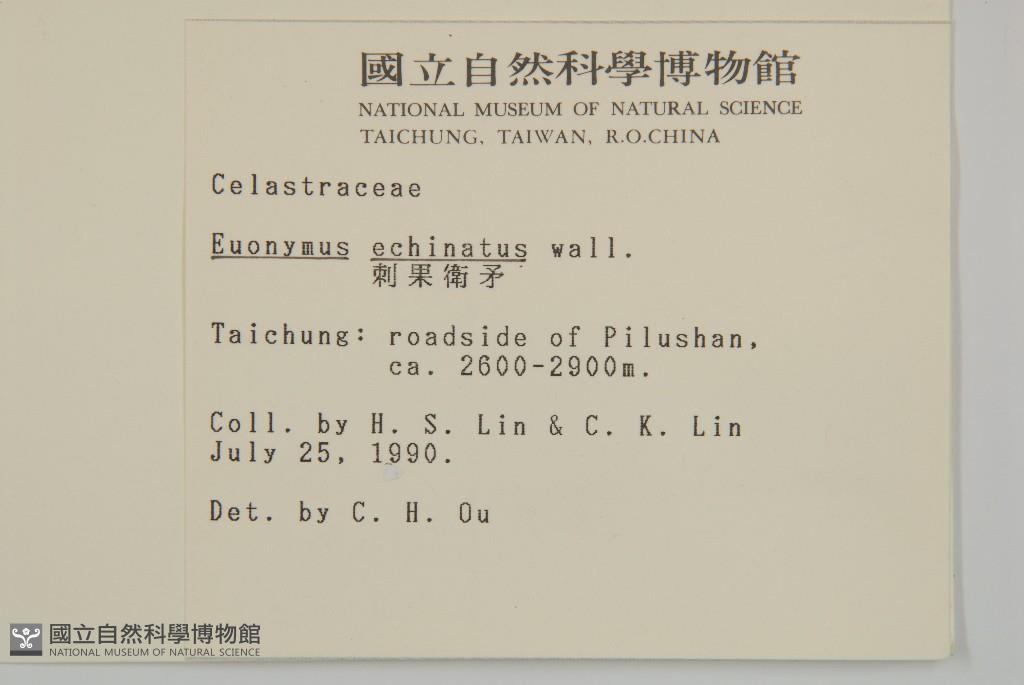 國立自然科學博物館
NATIONAL MUSEUM OF NATURAL SCIENCE
TAICHUNG, TAIWAN, R.O.CHINA
Celastraceae
Euonymus echinatus wall.
刺果衛矛
Taichung: roadside of Pilushan,
ca. 2600-2900m.
Coll. by H. S. Lin & C. K. Lin
July 25, 1990.
Det. by C. H. Ou
國立自然科學博物館
NATIONAL MUSEUM OF NATURAL SCIENCE